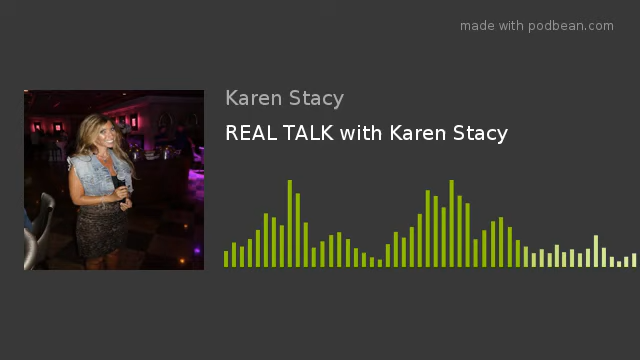 made with podbean.com
Karen Stacy
REAL TALK with Karen Stacy